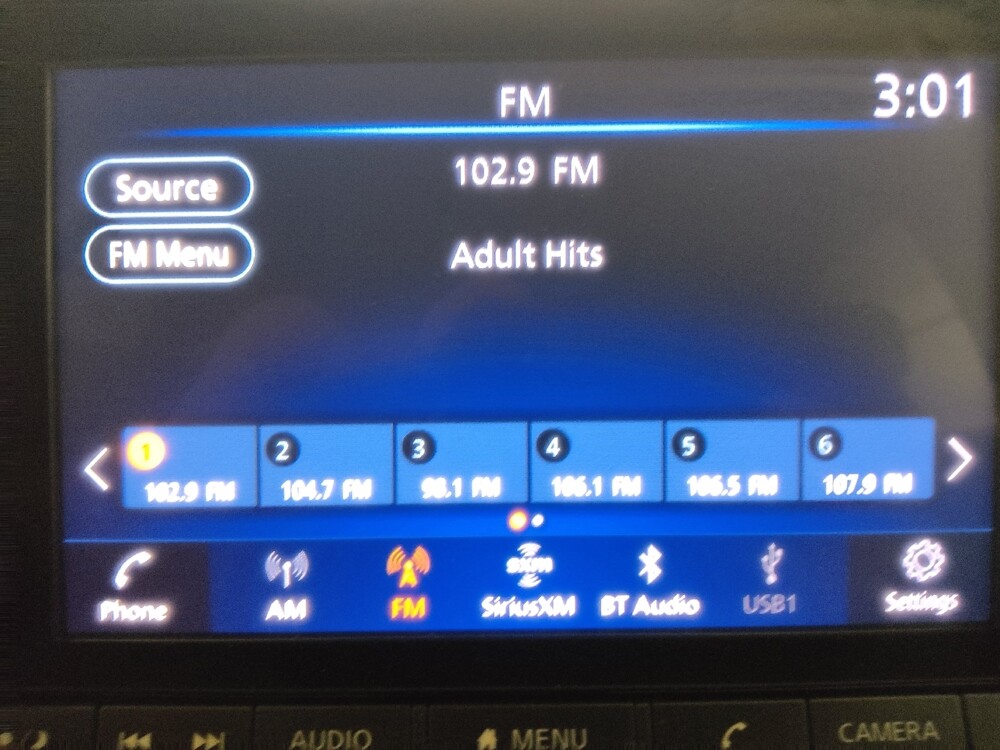 FM
3:01
Source
102.9 FM
FM Menu
Adult Hits
1 2 3 4 5 6
102.9 FM 104.7 FM 98.1 FM 106.1 FM 106.5 FM 107.9 FM
Phone AM FM SiriusXM BT Audio USB1 Settings
AUDIO MENU CAMERA